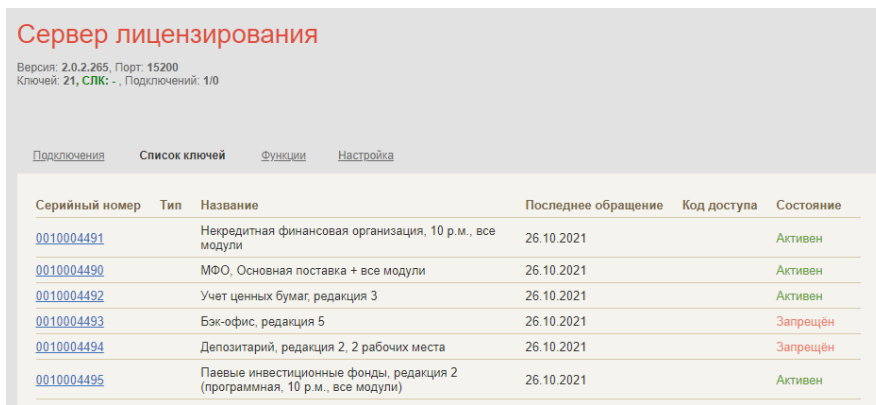 Сервер лицензирования
Версия: 2.0.2.265, Порт: 15200
Ключей: 21, СЛК: - , Подключений: 1/0
Подключения Список ключей Функции Настройка
Серийный номер Тип Название Последнее обращение Код доступа Состояние
0010004491 Некредитная финансовая организация, 10 р.м., все модули 26.10.2021 Активен
0010004490 МФО, Основная поставка + все модули 26.10.2021 Активен
0010004492 Учет ценных бумаг, редакция 3 26.10.2021 Активен
0010004493 Бэк-офис, редакция 5 26.10.2021 Запрещён
0010004494 Депозитарий, редакция 2, 2 рабочих места 26.10.2021 Запрещён
0010004495 Паевые инвестиционные фонды, редакция 2 (программная, 10 р.м., все модули) 26.10.2021 Активен